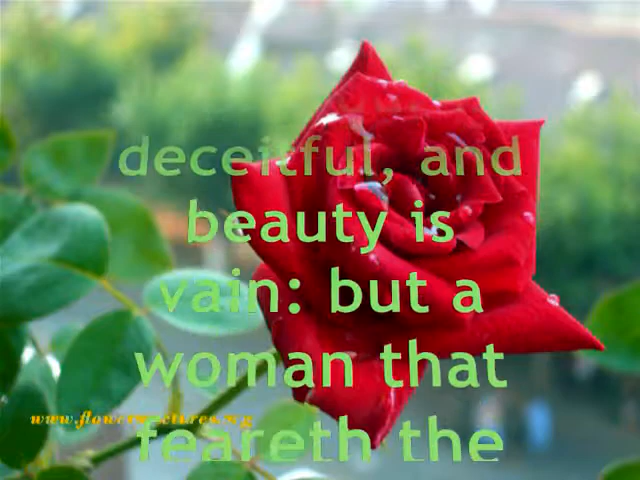 deceitful, and
beauty is
vain: but a
woman that
feareth the